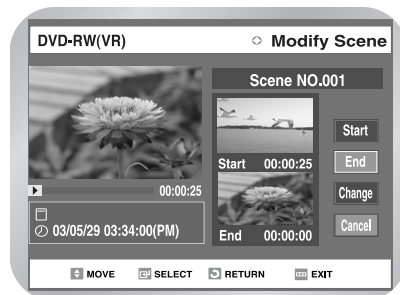 DVD-RW(VR) Modify Scene
Scene NO.001
Start 00:00:25
End 00:00:00
Start
End
Change
Cancel
00:00:25
03/05/29 03:34:00(PM)
MOVE SELECT RETURN EXIT